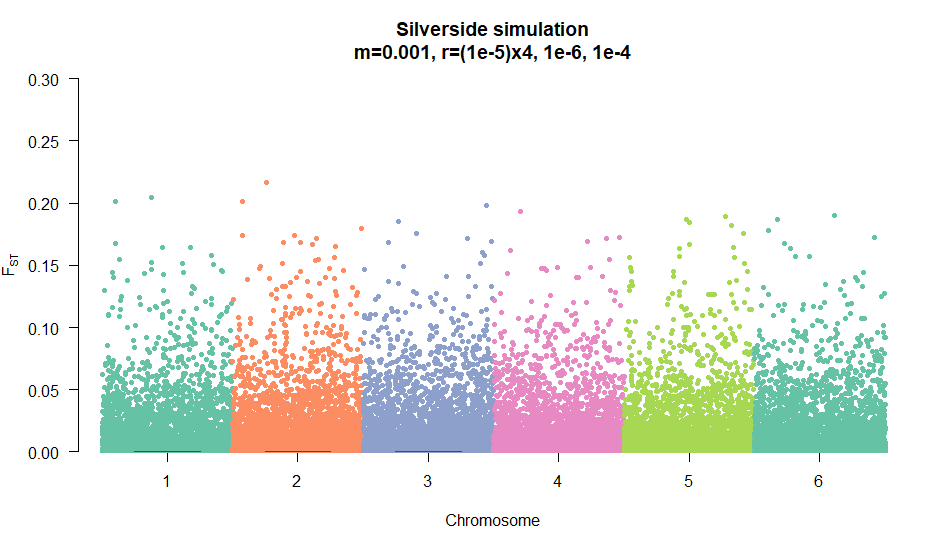 Silverside simulation
m=0.001, r=(1e-5)x4, 1e-6, 1e-4
0.30
0.25
0.20
0.15
FST
0.10
0.05
0.00
1 2 3 4 5 6
Chromosome